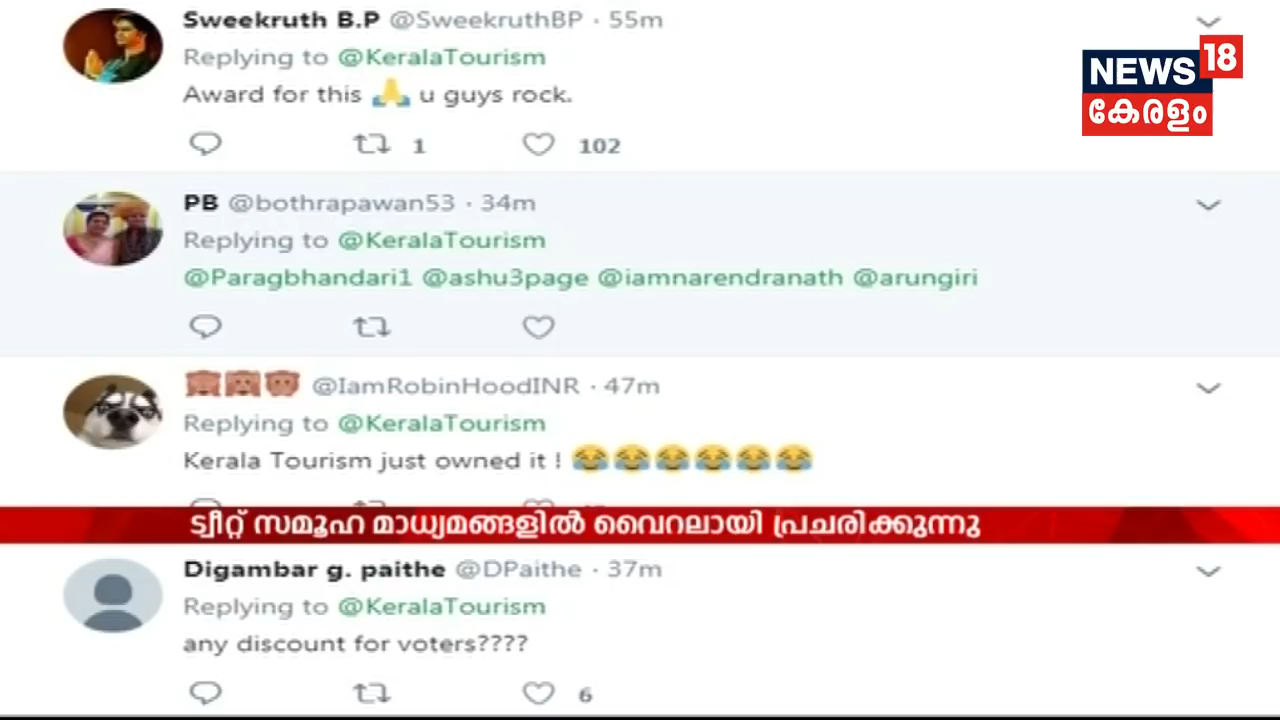 Sweekruth B.P @SweekruthBP · 55m
Replying to @KeralaTourism
Award for this 🙏 u guys rock.
1 102
NEWS 18
കേരളം
PB @bothrapawan53 · 34m
Replying to @KeralaTourism
@Paragbhandari1 @ashu3page @iamnarendranath @arungiri
🙈🙉🙊 @IamRobinHoodINR · 47m
Replying to @KeralaTourism
Kerala Tourism just owned it ! 😂😂😂😂😂😂
ട്വീറ്റ് സമൂഹ മാധ്യമങ്ങളിൽ വൈറലായി പ്രചരിക്കുന്നു
Digambar g. paithe @DPaithe · 37m
Replying to @KeralaTourism
any discount for voters????
6